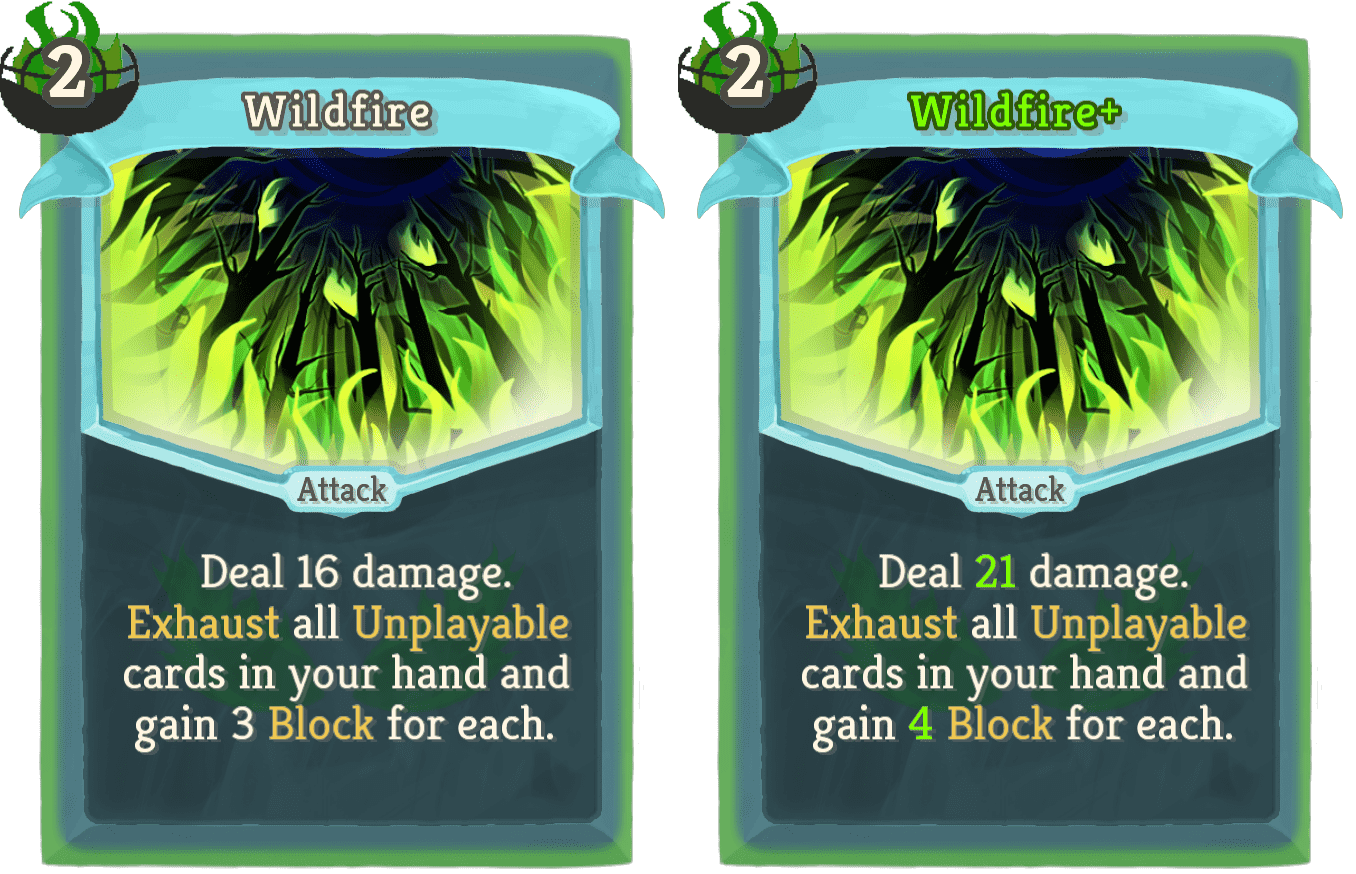 2
Wildfire
Attack
Deal 16 damage.
Exhaust all Unplayable
cards in your hand and
gain 3 Block for each.
2
Wildfire+
Attack
Deal 21 damage.
Exhaust all Unplayable
cards in your hand and
gain 4 Block for each.